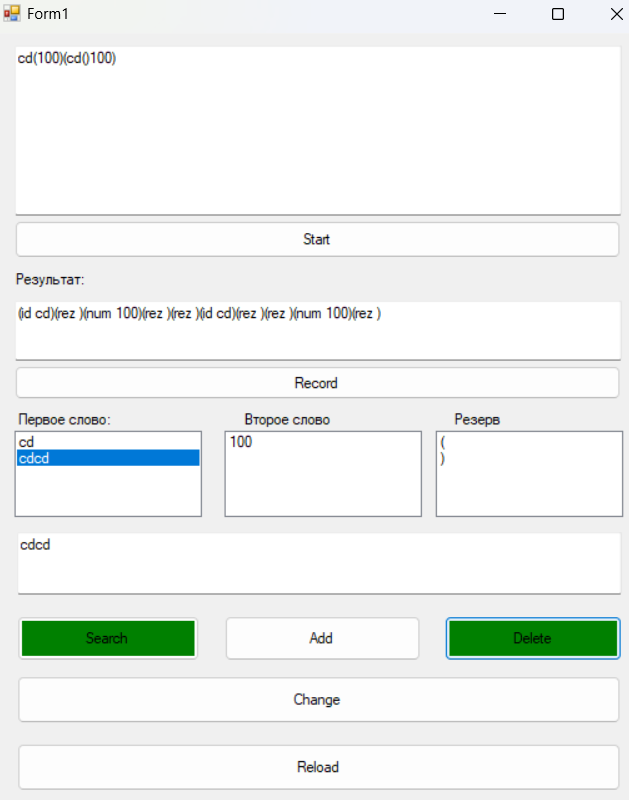 Form1
cd(100)(cd()100)
Start
Результат:
(id cd)(rez )(num 100)(rez )(rez )(id cd)(rez )(rez )(num 100)(rez )
Record
Первое слово: Второе слово Резерв
cd 100 (
cdcd )
cdcd
Search Add Delete
Change
Reload